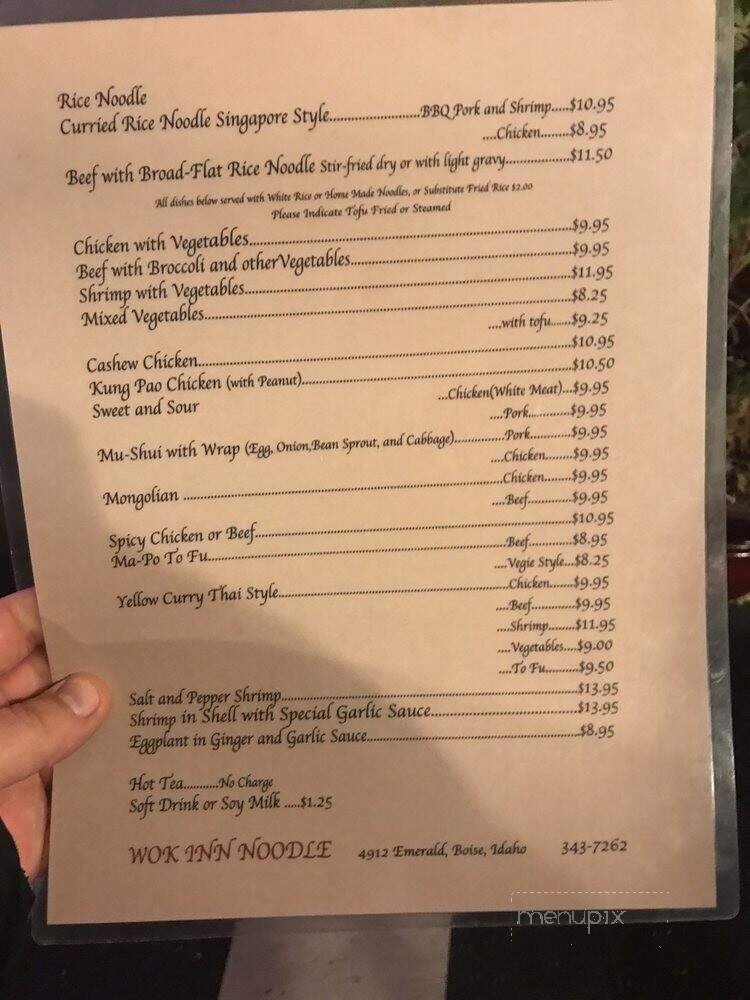 Rice Noodle
Curried Rice Noodle Singapore Style........................BBQ Pork and Shrimp.....$10.95
....Chicken........$8.95
Beef with Broad-Flat Rice Noodle Stir-fried dry or with light gravy...............$11.50
All dishes below served with White Rice or Home Made Noodles, or Substitute Fried Rice $2.00
Please Indicate Tofu Fried or Steamed
Chicken with Vegetables................................................................................$9.95
Beef with Broccoli and otherVegetables.......................................................$9.95
Shrimp with Vegetables................................................................................$11.95
Mixed Vegetables...........................................................................................$8.25
....with tofu......$9.25
Cashew Chicken..............................................................................................$10.95
Kung Pao Chicken (with Peanut)...................................................................$10.50
Sweet and Sour ...Chicken(White Meat)...$9.95
....Pork.............$9.95
Mu-Shui with Wrap (Egg, Onion,Bean Sprout, and Cabbage).............Pork...........$9.95
....Chicken........$9.95
Mongolian ................................................................................Chicken........$9.95
....Beef............$9.95
Spicy Chicken or Beef...............................................................................$10.95
Ma-Po To Fu...........................................................................Beef............$8.95
....Vegie Style...$8.25
Yellow Curry Thai Style..........................................................Chicken........$9.95
....Beef............$9.95
....Shrimp........$11.95
....Vegetables....$9.00
....To Fu.........$9.50
Salt and Pepper Shrimp...........................................................................$13.95
Shrimp in Shell with Special Garlic Sauce.....................................$13.95
Eggplant in Ginger and Garlic Sauce.....................................................$8.95
Hot Tea..........No Charge
Soft Drink or Soy Milk .....$1.25
WOK INN NOODLE 4912 Emerald, Boise, Idaho 343-7262
menupix